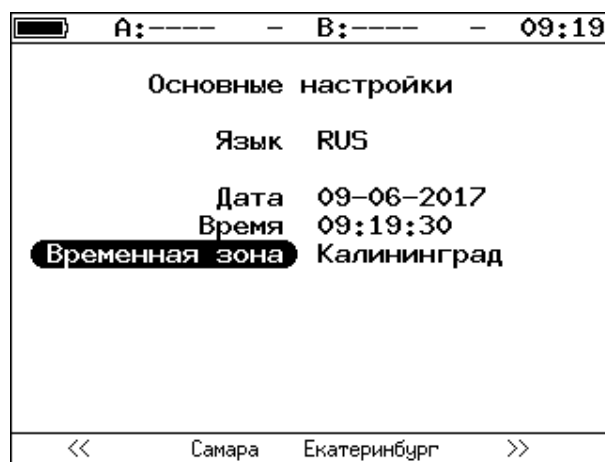 A:---- - B:---- - 09:19
Основные настройки
Язык RUS
Дата 09-06-2017
Время 09:19:30
Временная зона Калининград
<< Самара Екатеринбург >>